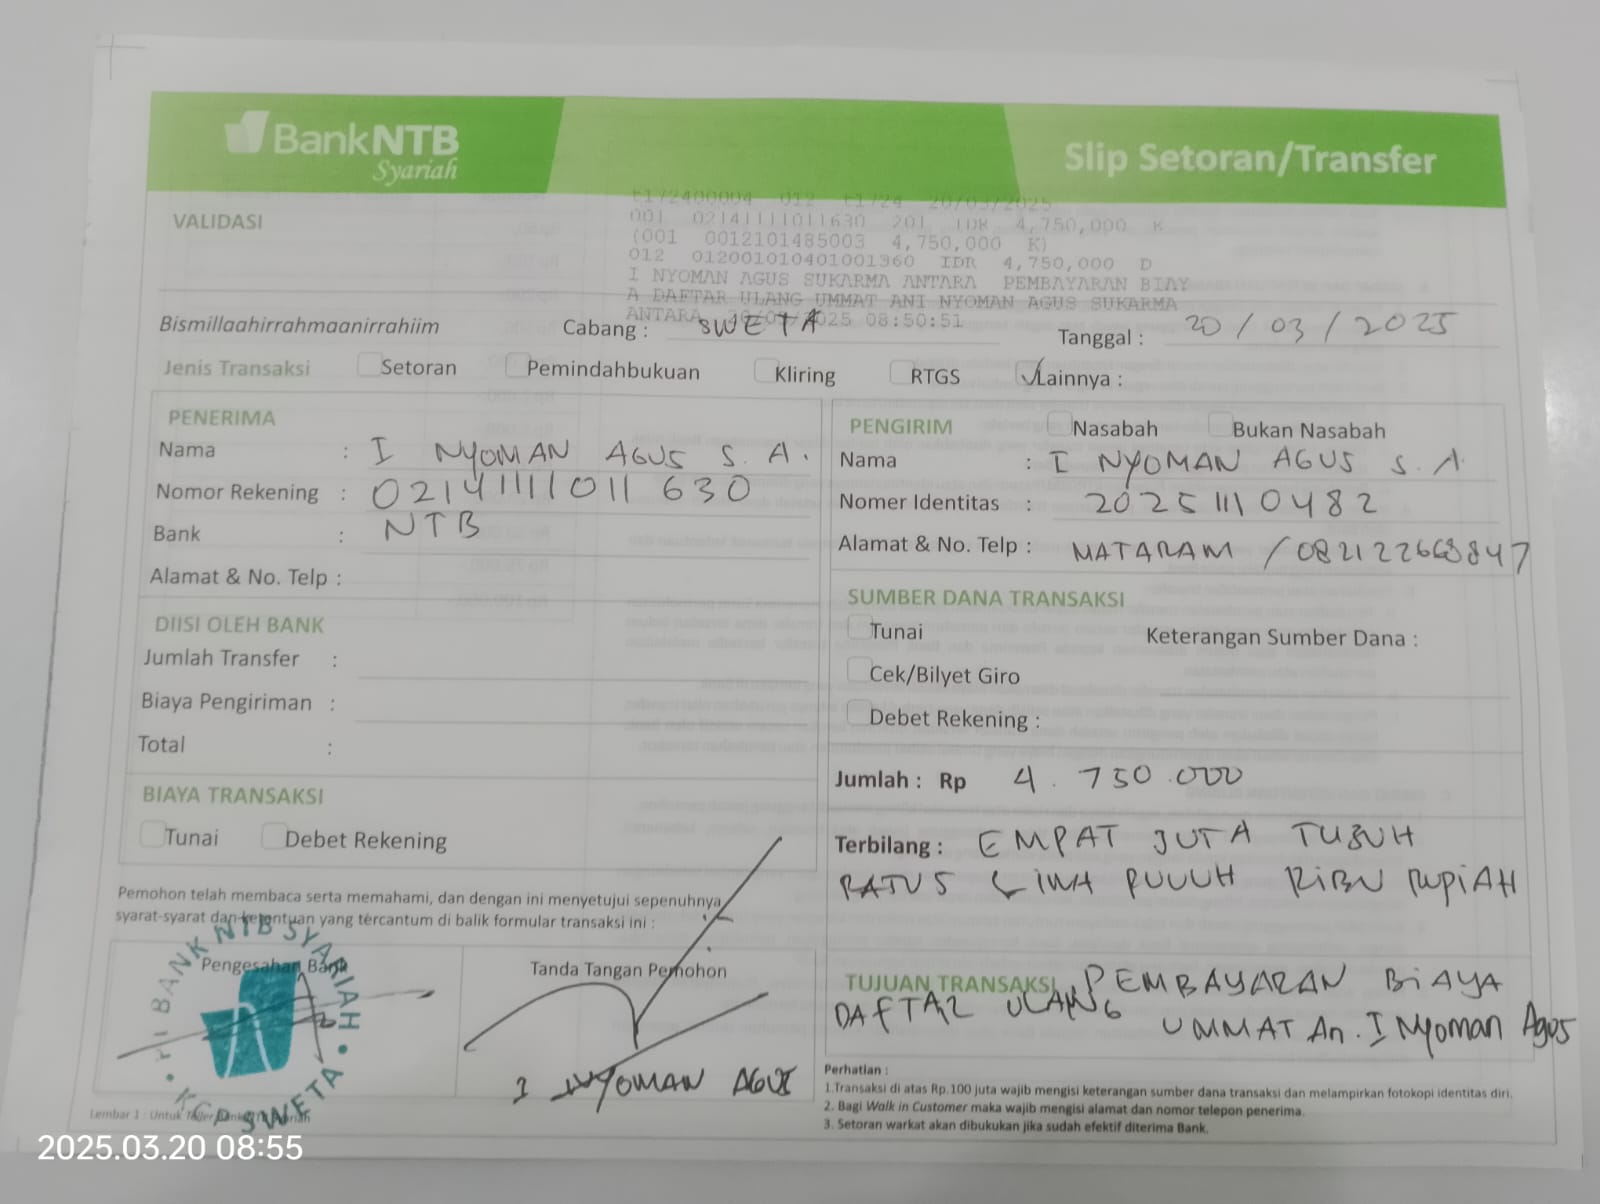 BankNTB
Syariah
Slip Setoran/Transfer
VALIDASI
t172400004 012 t1724 20/03/2025
001 02141111011630 201 IDR 4,750,000 K
(001 0012101485003 4,750,000 K)
012 012001010401001360 IDR 4,750,000 D
I NYOMAN AGUS SUKARMA ANTARA PEMBAYARAN BIAY
A DAFTAR ULANG UMMAT ANI NYOMAN AGUS SUKARMA
ANTARA 20/03/2025 08:50:51
Bismillaahirrahmaanirrahiim
Cabang : SWETA
Tanggal : 20/03/2025
Jenis Transaksi Setoran Pemindahbukuan Kliring RTGS Lainnya :
PENERIMA
Nama : I NYOMAN AGUS S. A.
Nomor Rekening : 02141111011630
Bank : NTB
Alamat & No. Telp :
DIISI OLEH BANK
Jumlah Transfer :
Biaya Pengiriman :
Total :
BIAYA TRANSAKSI
Tunai Debet Rekening
Pemohon telah membaca serta memahami, dan dengan ini menyetujui sepenuhnya
syarat-syarat dan ketentuan yang tercantum di balik formular transaksi ini :
Pengesahan Bank
BANK NTB SYARIAH
KCP SWETA
Tanda Tangan Pemohon
I NYOMAN AGUS
Lembar 1 : Untuk
PENGIRIM Nasabah Bukan Nasabah
Nama : I NYOMAN AGUS S. A.
Nomer Identitas : 20251110482
Alamat & No. Telp : MATARAM /
SUMBER DANA TRANSAKSI
Tunai Keterangan Sumber Dana :
Cek/Bilyet Giro
Debet Rekening :
Jumlah : Rp 4.750.000
Terbilang : EMPAT JUTA TUJUH
RATUS LIMA PULUH RIBU RUPIAH
TUJUAN TRANSAKSI PEMBAYARAN BIAYA
DAFTAR ULANG UMMAT An. I Nyoman Agus
Perhatian :
1.Transaksi di atas Rp.100 juta wajib mengisi keterangan sumber dana transaksi dan melampirkan fotokopi identitas diri.
2. Bagi Walk in Customer maka wajib mengisi alamat dan nomor telepon penerima.
3. Setoran warkat akan dibukukan jika sudah efektif diterima Bank.
2025.03.20 08:55